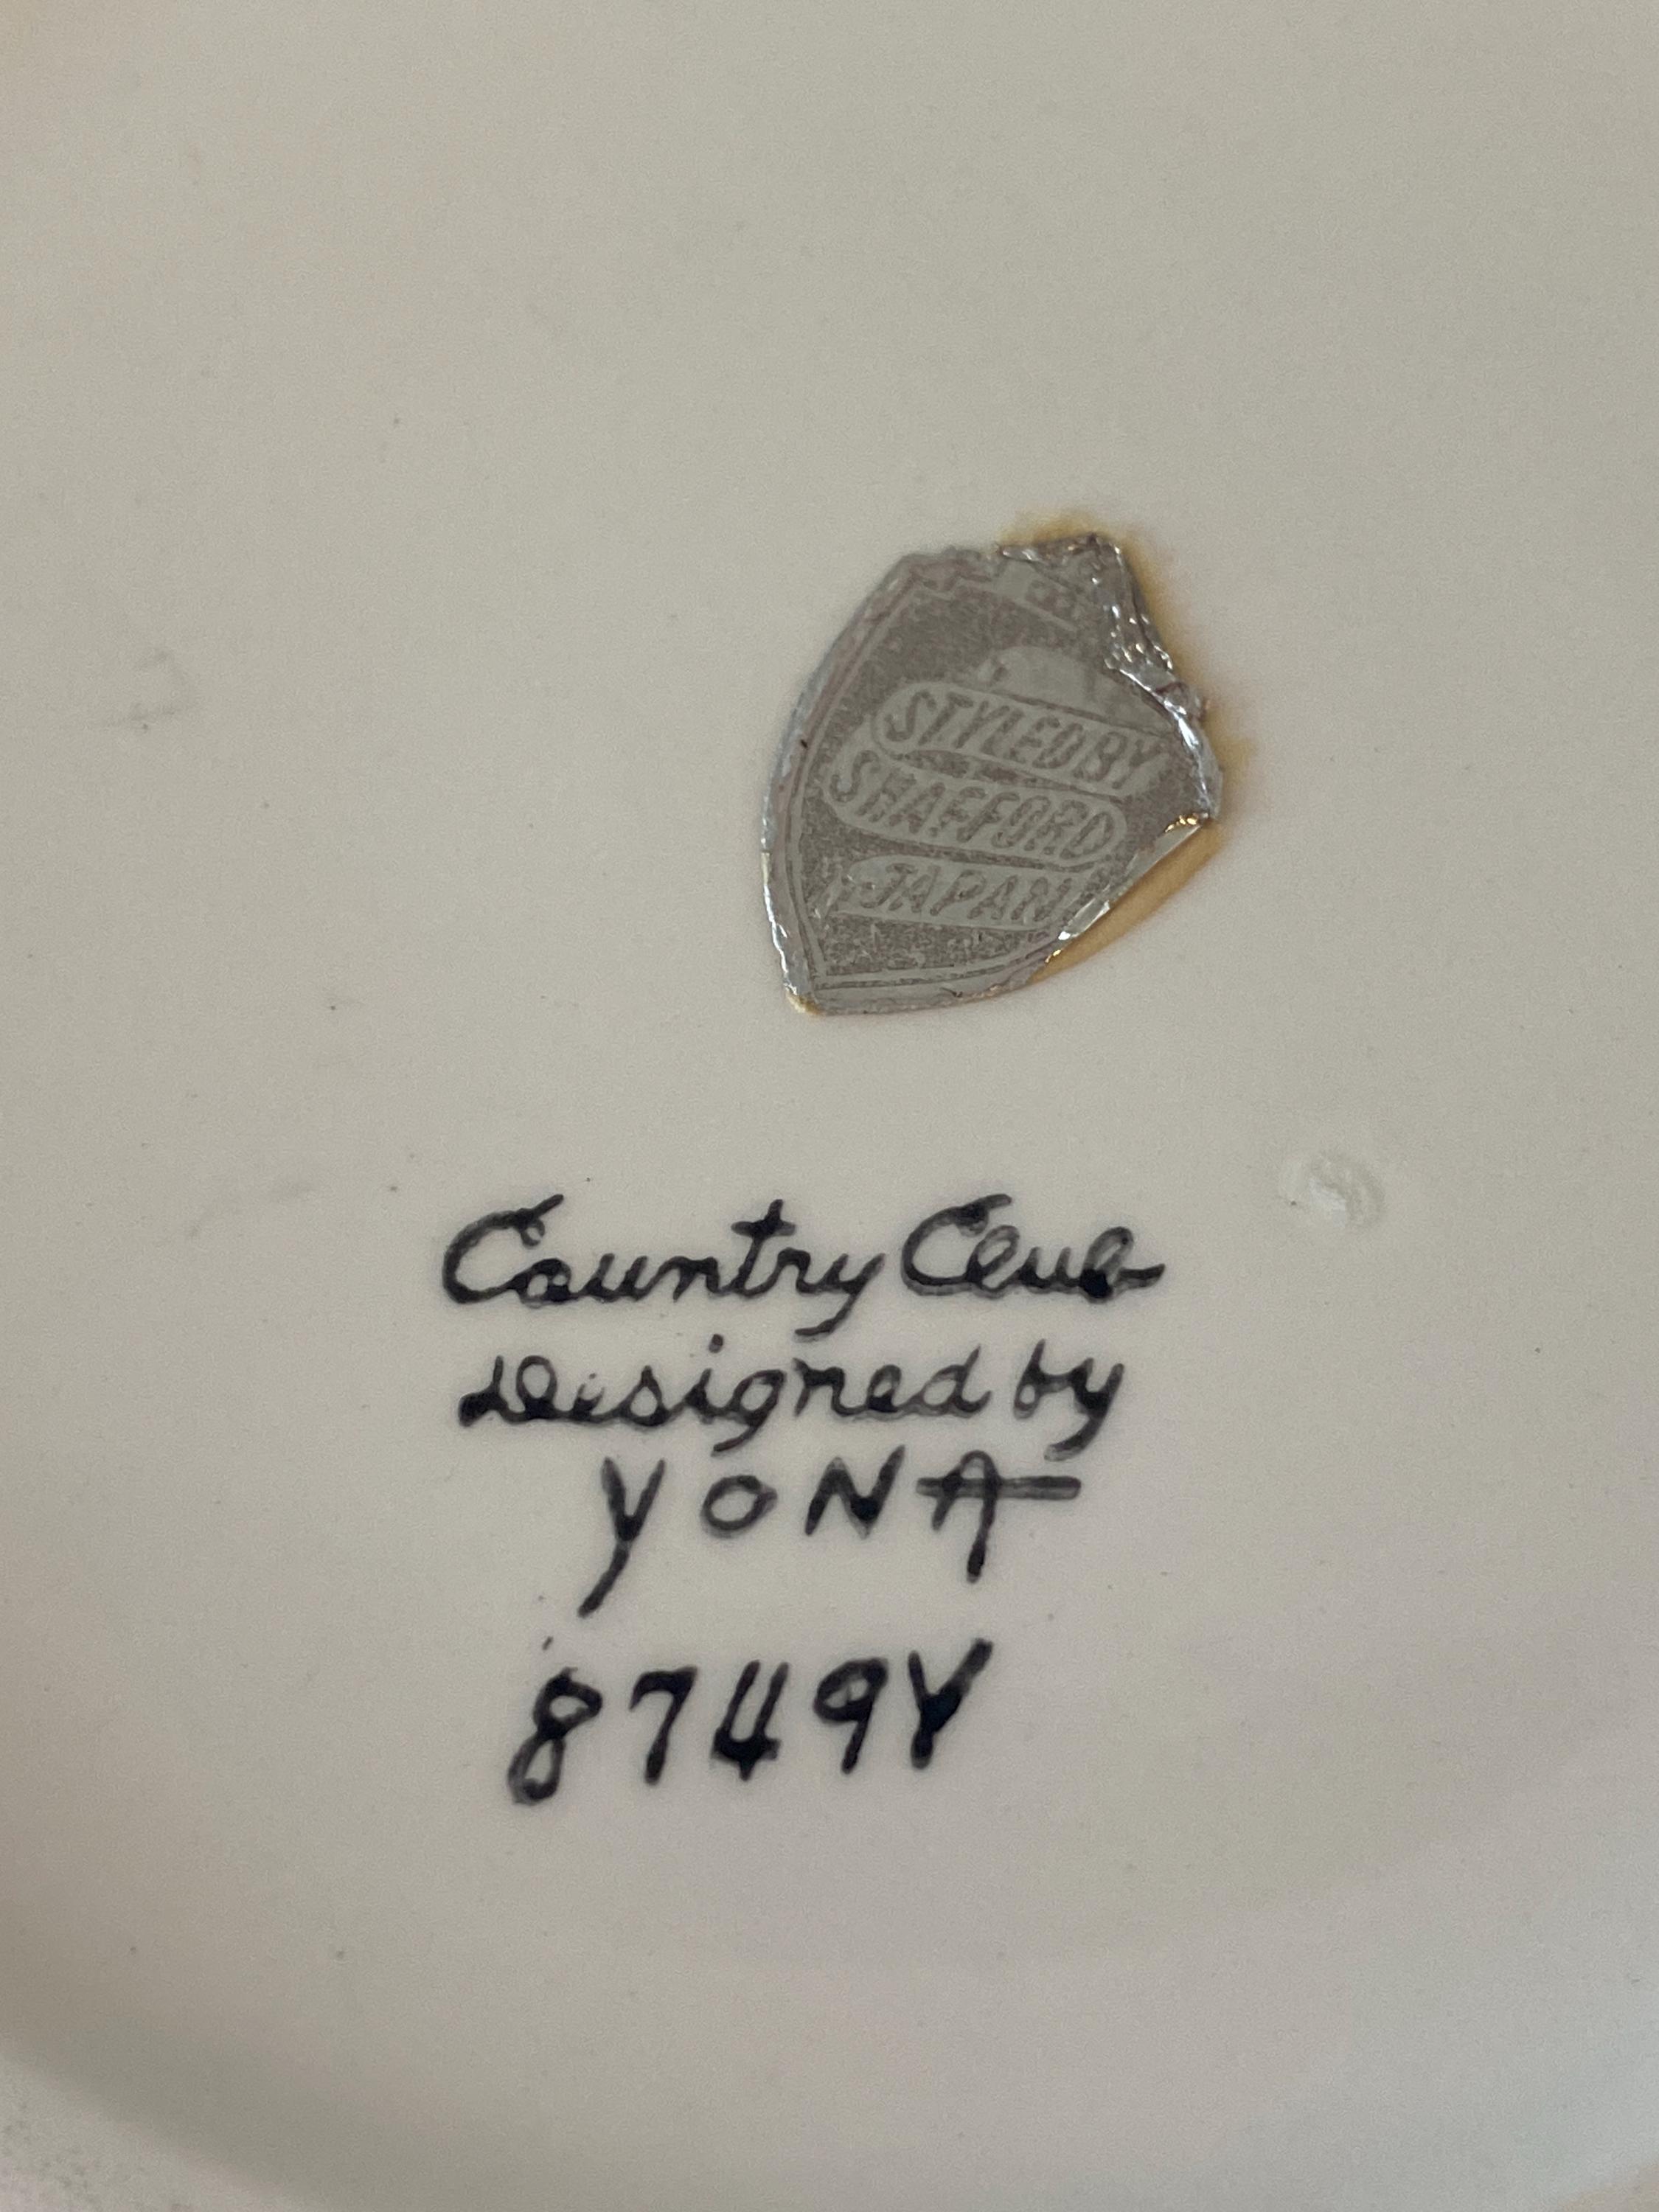 STYLED BY
SHAFFORD
JAPAN
Country Club
Designed by
YONA
8749Y